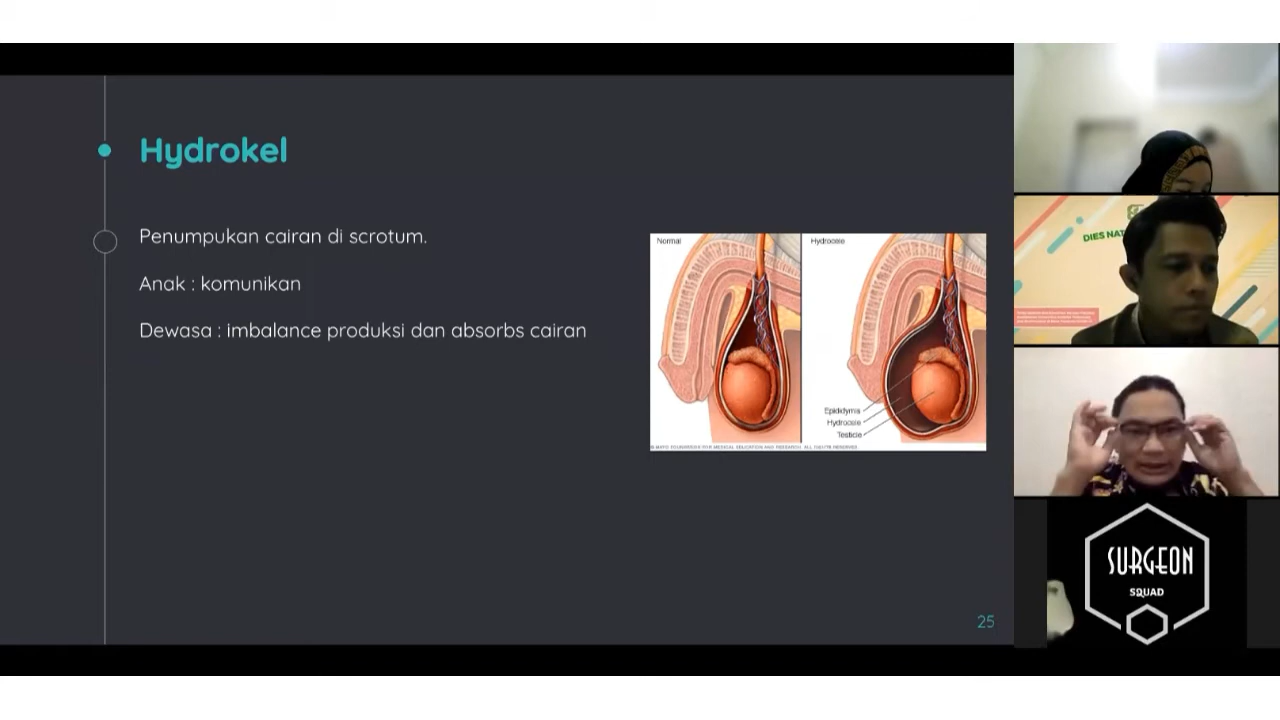 Hydrokel
Penumpukan cairan di scrotum.
Anak : komunikan
Dewasa : imbalance produksi dan absorbs cairan
Normal
Hydrocele
Epididymis
Hydrocele
Testicle
25
DIES NAT
SURGEON
SQUAD